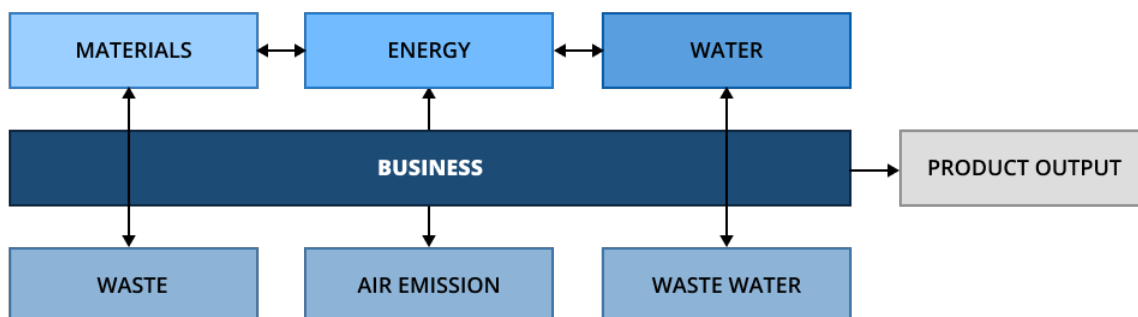 MATERIALS
ENERGY
WATER
BUSINESS
PRODUCT OUTPUT
WASTE
AIR EMISSION
WASTE WATER